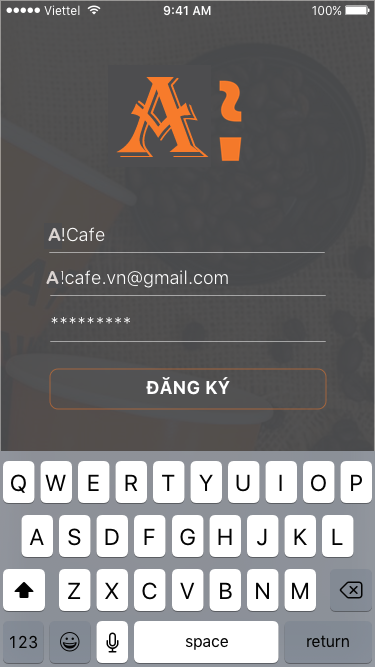 Viettel 9:41 AM 100%
A!
A!Cafe
A!cafe.vn@gmail.com
*********
ĐĂNG KÝ
Q W E R T Y U I O P
A S D F G H J K L
Z X C V B N M
123 space return